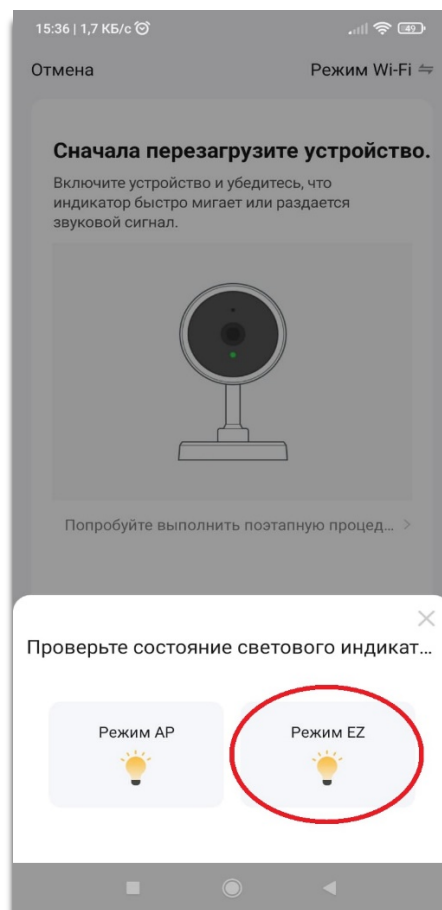 15:36 | 1,7 КБ/с
49
Отмена
Режим Wi-Fi
Сначала перезагрузите устройство.
Включите устройство и убедитесь, что
индикатор быстро мигает или раздается
звуковой сигнал.
Попробуйте выполнить поэтапную процед... >
Проверьте состояние светового индикат...
Режим AP
Режим EZ